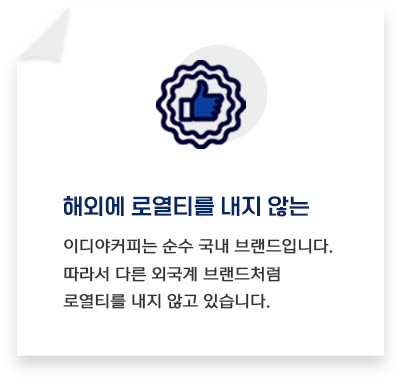 해외에 로열티를 내지 않는
이디야커피는 순수 국내 브랜드입니다.
따라서 다른 외국계 브랜드처럼
로열티를 내지 않고 있습니다.